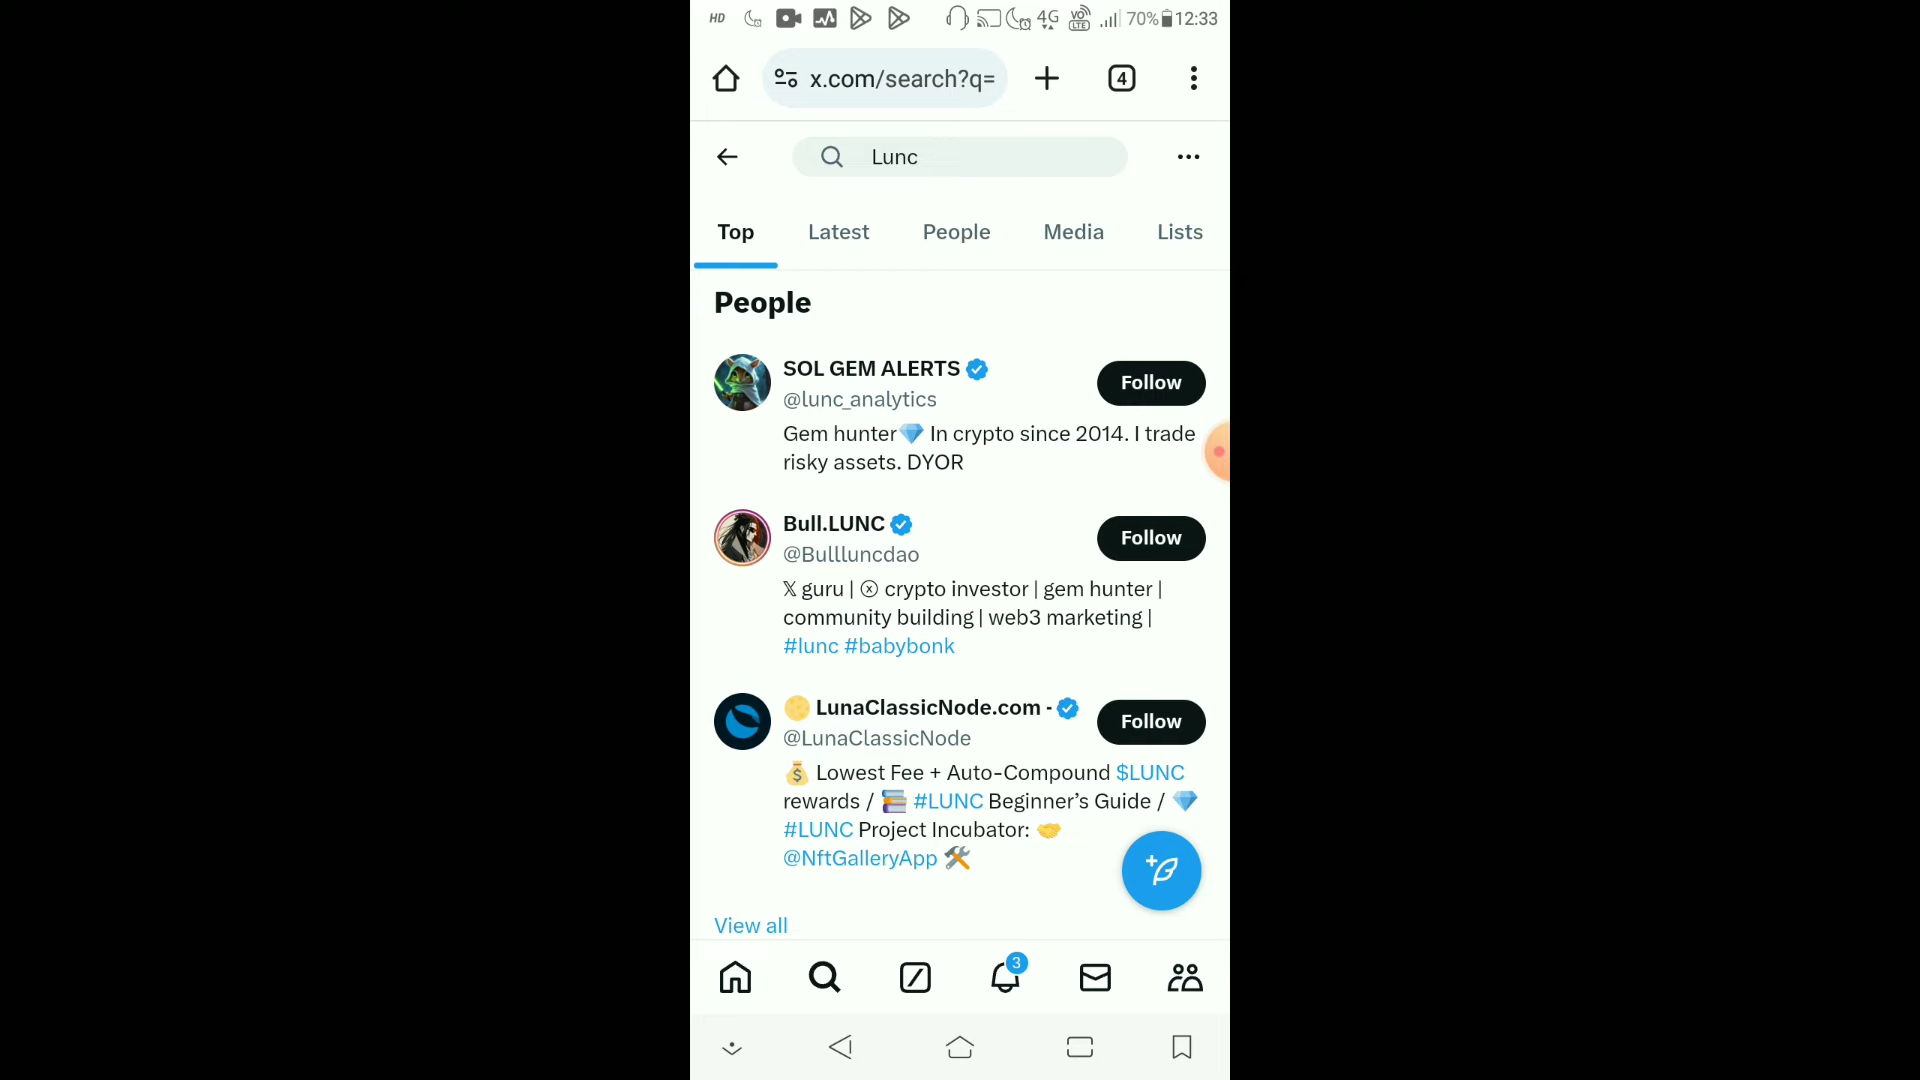 HD 4G VO LTE 70% 12:33
x.com/search?q= 4
Lunc
Top Latest People Media Lists
People
SOL GEM ALERTS
@lunc_analytics
Follow
Gem hunter💎 In crypto since 2014. I trade
risky assets. DYOR
Bull.LUNC
@Bullluncdao
Follow
𝕏 guru | ⓧ crypto investor | gem hunter |
community building | web3 marketing |
#lunc #babybonk
🌕 LunaClassicNode.com -
@LunaClassicNode
Follow
💰 Lowest Fee + Auto-Compound $LUNC
rewards / 📚 #LUNC Beginner’s Guide / 💎
#LUNC Project Incubator: 🤝
@NftGalleryApp 🛠️
View all
3